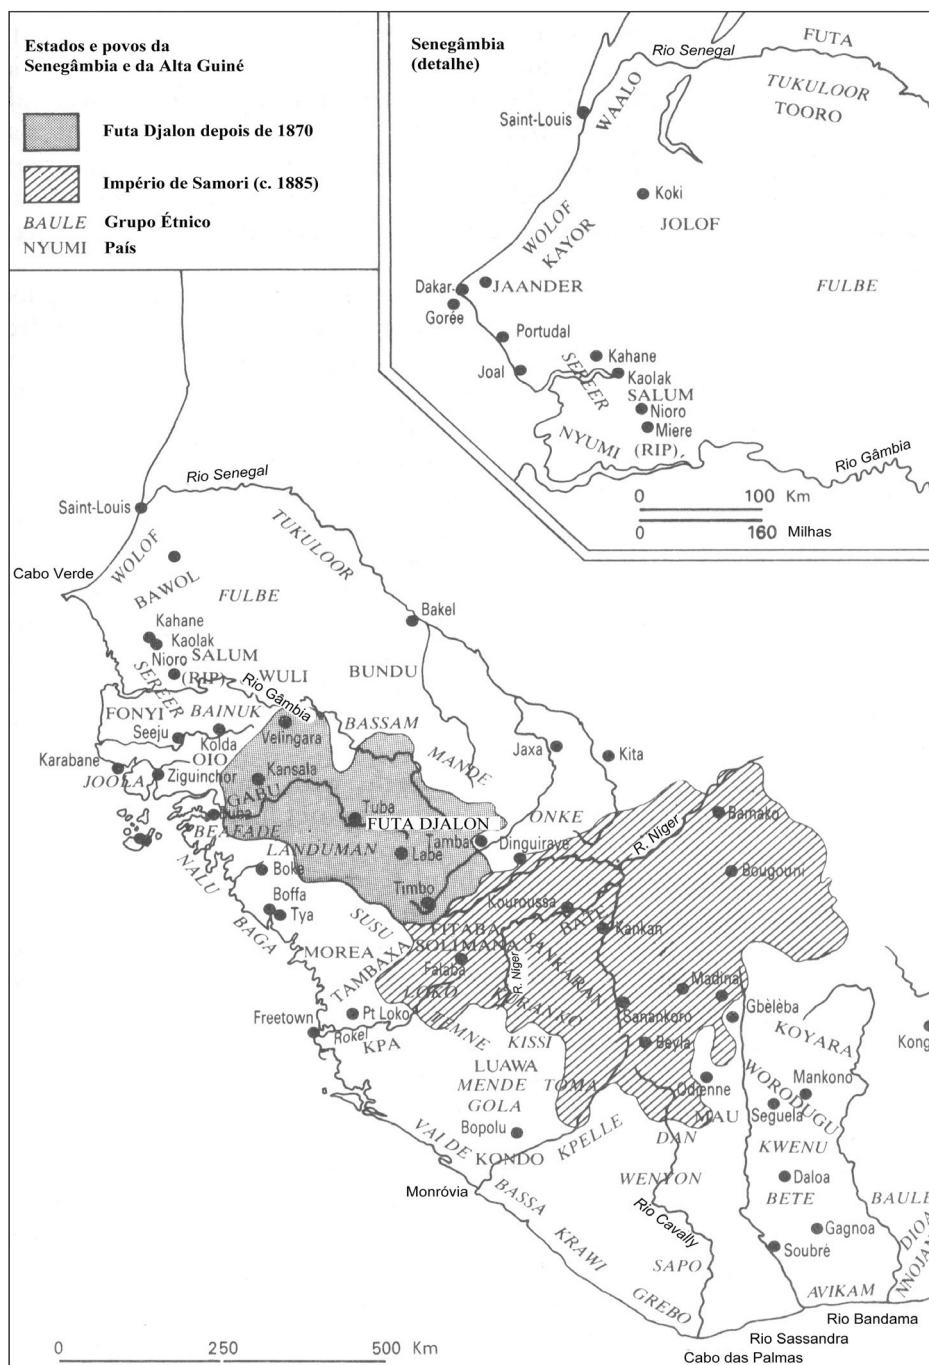 Estados e povos da
Senegâmbia e da Alta Guiné
Futa Djalon depois de 1870
Império de Samori (c. 1885)
BAULE Grupo Étnico
NYUMI País
Senegâmbia
(detalhe)
Rio Senegal
FUTA
TUKULOOR
TOORO
WAALO
Saint-Louis
Koki
WOLOF
KAYOR
JOLOF
Dakar
JAANDER
FULBE
Gorée
Portudal
Kahane
Joal
SEREER
Kaolak
SALUM
Nioro
Miere
NYUMI
(RIP)
Rio Gâmbia
0 100 Km
0 160 Milhas
Rio Senegal
Saint-Louis
WOLOF
TUKULOOR
Cabo Verde
BAWOL
FULBE
Bakel
Kahane
Kaolak
Nioro
SALUM
(RIP)
WULI
BUNDU
SEREER
Rio Gâmbia
FONYI
BAINUK
BASSAM
Seeju
Kolda
Velingara
OIO
MANDE
Jaxa
Kita
Karabane
JOOLA
Ziguinchor
Kansala
GABU
Tuba
FUTA DJALON
ONKE
R. Niger
Bamako
BEAFADE
LANDUMAN
Labé
Tamba
Dinguiraye
NALU
Boke
Bougouni
Timbo
Boffa
Tya
BAGA
SUSU
Kouroussa
BATE
Kankan
FITABA
SOLIMANA
MOREA
TAMBAXA
Falaba
R. Niger
SANKARAN
Madina
LOKO
KURANKO
Sanankoro
Gbèlèba
Freetown
Pt Loko
Rokel
TEMNE
KPA
KISSI
KOYARA
Kong
Beyla
LUAWA
MENDE
TOMA
Odienne
WORODUGU
Mankono
GOLA
MAU
Seguela
Bopolu
VAI DE
KPELLE
DAN
KWENU
KONDO
Monróvia
BASSA
WENYON
Daloa
BETE
BAULE
Rio Cavally
KRAWI
Gagnoa
Soubré
SAPO
GREBO
AVIKAM
Rio Bandama
Rio Sassandra
Cabo das Palmas
0 250 500 Km